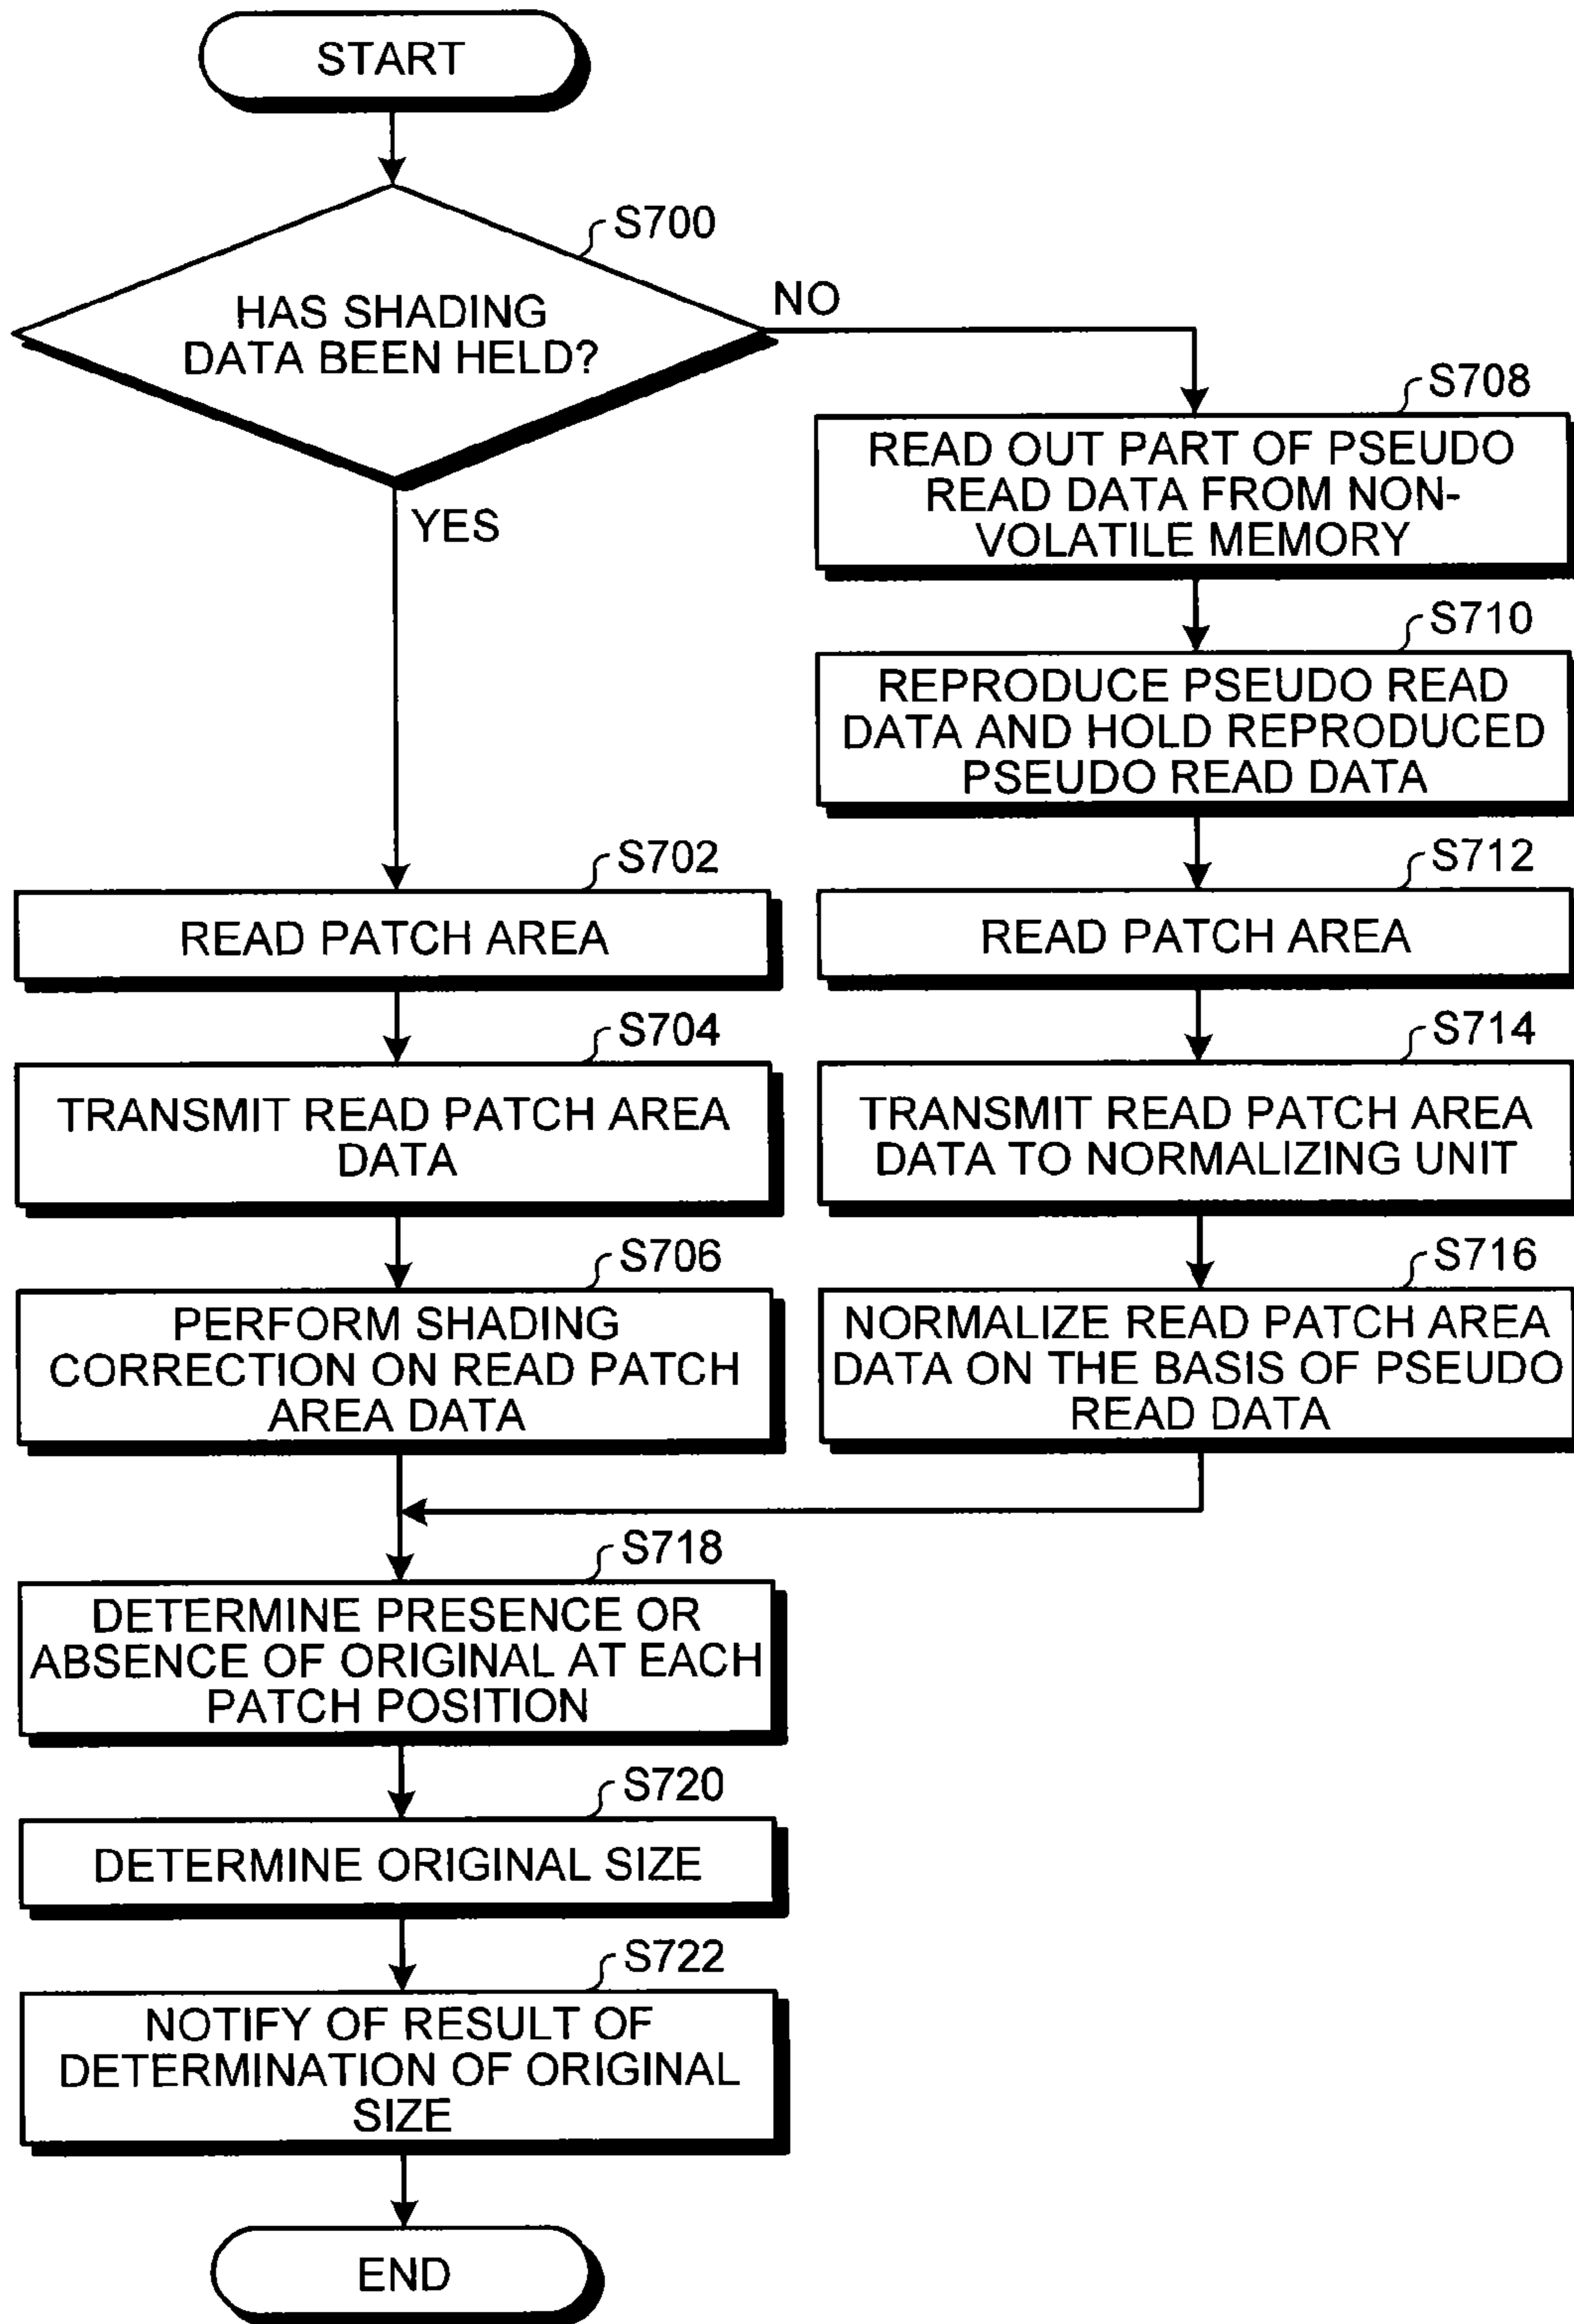 START
S700
HAS SHADING
DATA BEEN HELD?
NO
YES
S708
READ OUT PART OF PSEUDO
READ DATA FROM NON-
VOLATILE MEMORY
S710
REPRODUCE PSEUDO READ
DATA AND HOLD REPRODUCED
PSEUDO READ DATA
S702
READ PATCH AREA
S712
READ PATCH AREA
S704
TRANSMIT READ PATCH AREA
DATA
S714
TRANSMIT READ PATCH AREA
DATA TO NORMALIZING UNIT
S706
PERFORM SHADING
CORRECTION ON READ PATCH
AREA DATA
S716
NORMALIZE READ PATCH AREA
DATA ON THE BASIS OF PSEUDO
READ DATA
S718
DETERMINE PRESENCE OR
ABSENCE OF ORIGINAL AT EACH
PATCH POSITION
S720
DETERMINE ORIGINAL SIZE
S722
NOTIFY OF RESULT OF
DETERMINATION OF ORIGINAL
SIZE
END